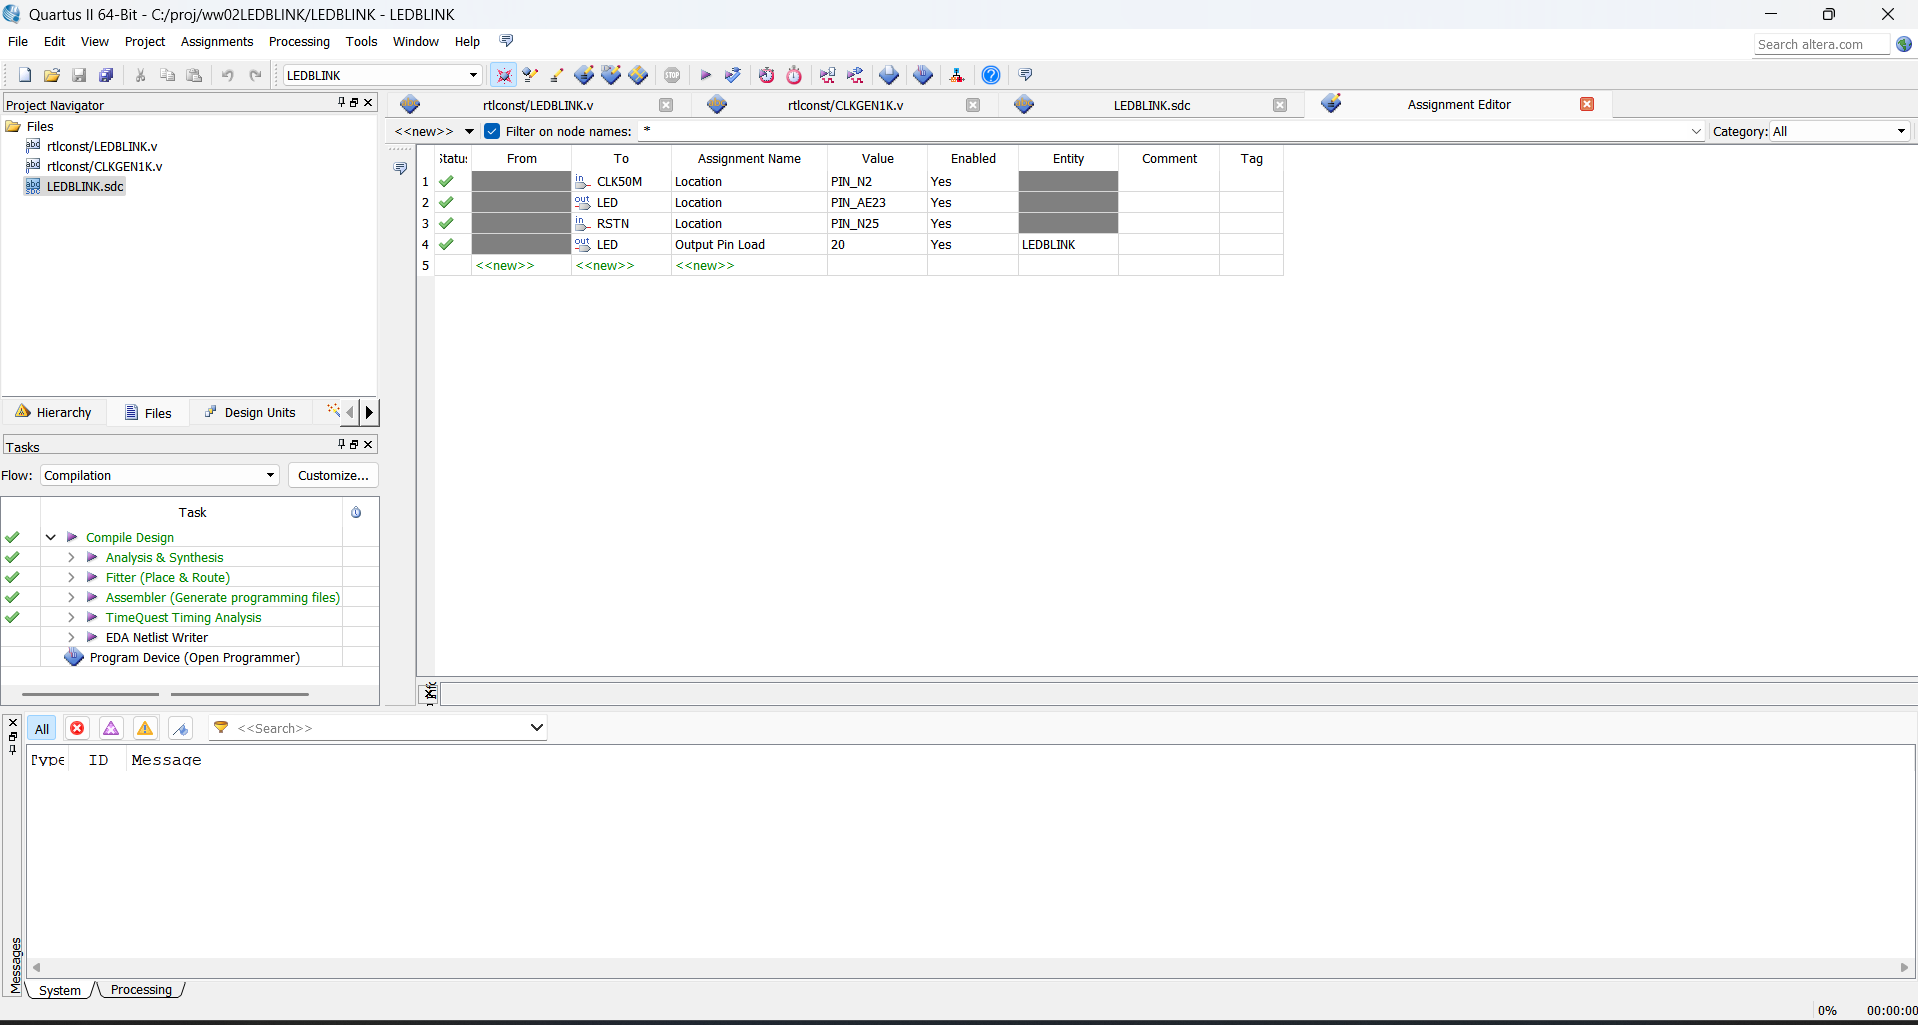 Quartus II 64-Bit - C:/proj/ww02LEDBLINK/LEDBLINK - LEDBLINK
File Edit View Project Assignments Processing Tools Window Help
Search altera.com
LEDBLINK
STOP
Project Navigator
Files
rtlconst/LEDBLINK.v
rtlconst/CLKGEN1K.v
LEDBLINK.sdc
Hierarchy Files Design Units
Tasks
Flow: Compilation Customize...
Task
Compile Design
Analysis & Synthesis
Fitter (Place & Route)
Assembler (Generate programming files)
TimeQuest Timing Analysis
EDA Netlist Writer
Program Device (Open Programmer)
rtlconst/LEDBLINK.v rtlconst/CLKGEN1K.v LEDBLINK.sdc Assignment Editor
<<new>> Filter on node names: * Category: All
Status From To Assignment Name Value Enabled Entity Comment Tag
1 in CLK50M Location PIN_N2 Yes
2 out LED Location PIN_AE23 Yes
3 in RSTN Location PIN_N25 Yes
4 out LED Output Pin Load 20 Yes LEDBLINK
5 <<new>> <<new>> <<new>>
All <<Search>>
Type ID Message
Messages
System Processing
0% 00:00:00